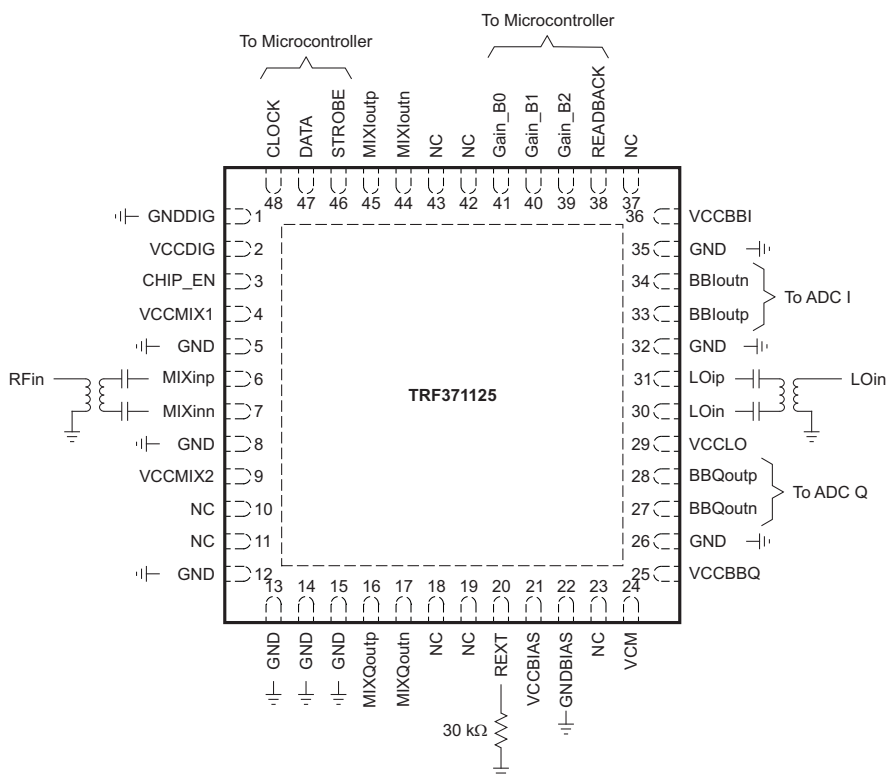 To Microcontroller
To Microcontroller
CLOCK
DATA
STROBE
MIXIoutp
MIXIoutn
NC
NC
Gain_B0
Gain_B1
Gain_B2
READBACK
NC
48
47
46
45
44
43
42
41
40
39
38
37
GNDDIG 1
VCCDIG 2
CHIP_EN 3
VCCMIX1 4
GND 5
RFin
MIXinp 6
MIXinn 7
GND 8
VCCMIX2 9
NC 10
NC 11
GND 12
TRF371125
36 VCCBBI
35 GND
34 BBIoutn
33 BBIoutp
To ADC I
32 GND
31 LOip
30 LOin
LOin
29 VCCLO
28 BBQoutp
27 BBQoutn
To ADC Q
26 GND
25 VCCBBQ
13
14
15
16
17
18
19
20
21
22
23
24
GND
GND
GND
MIXQoutp
MIXQoutn
NC
NC
REXT
VCCBIAS
GNDBIAS
NC
VCM
30 kΩ